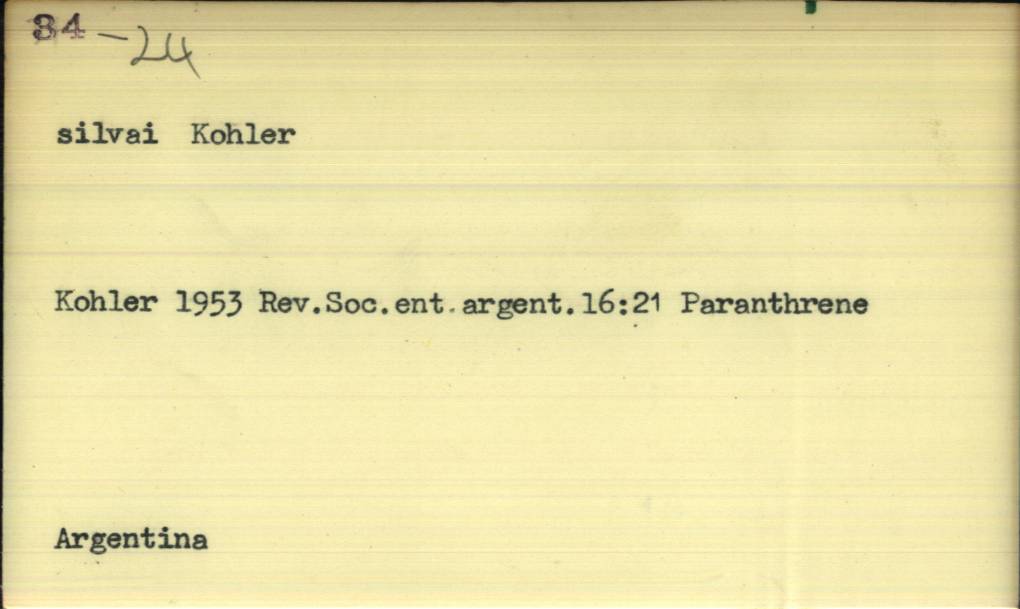 84-24
silvai Kohler
Kohler 1953 Rev.Soc.ent.argent.16:21 Paranthrene
Argentina